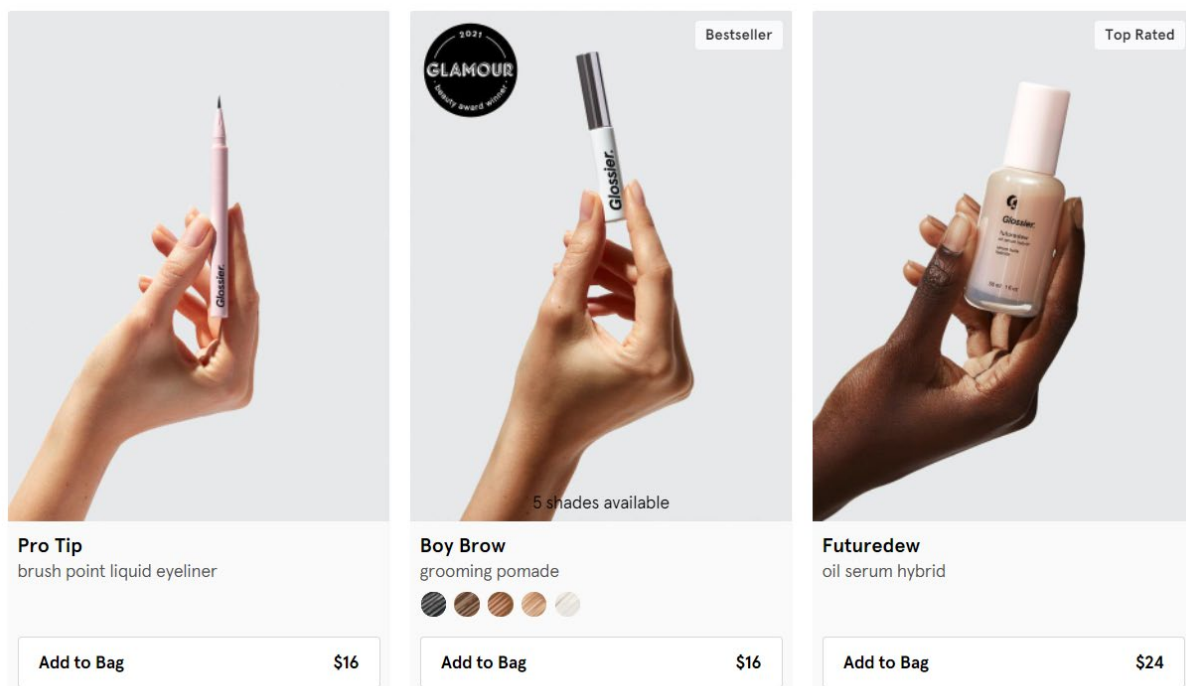 Glossier.
Pro Tip
brush point liquid eyeliner
Add to Bag $16
2021
GLAMOUR
beauty award winner
Bestseller
Glossier.
5 shades available
Boy Brow
grooming pomade
Add to Bag $16
Top Rated
Glossier.
futuredew
Futuredew
oil serum hybrid
Add to Bag $24